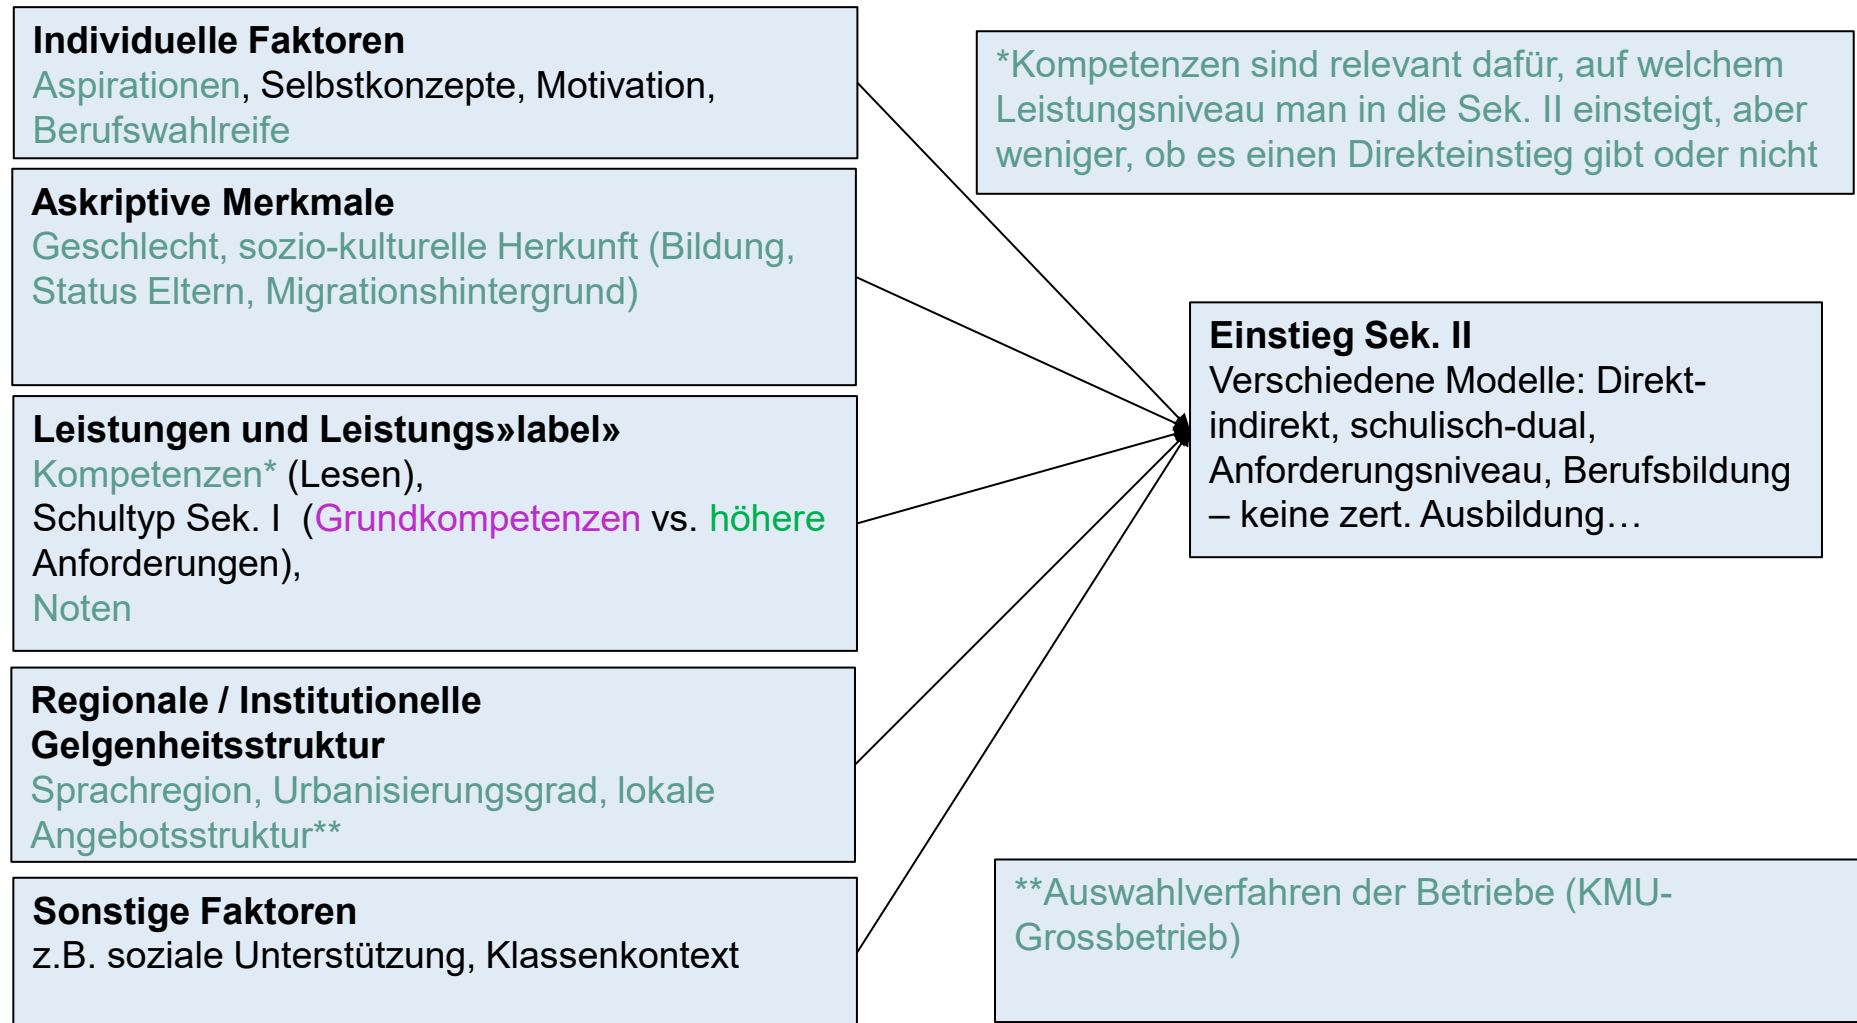 Individuelle Faktoren
Aspirationen, Selbstkonzepte, Motivation,
Berufswahlreife
*Kompetenzen sind relevant dafür, auf welchem
Leistungsniveau man in die Sek. II einsteigt, aber
weniger, ob es einen Direkteinstieg gibt oder nicht
Askriptive Merkmale
Geschlecht, sozio-kulturelle Herkunft (Bildung,
Status Eltern, Migrationshintergrund)
Leistungen und Leistungs»label»
Kompetenzen* (Lesen),
Schultyp Sek. I (Grundkompetenzen vs. höhere
Anforderungen),
Noten
Regionale / Institutionelle
Gelgenheitsstruktur
Sprachregion, Urbanisierungsgrad, lokale
Angebotsstruktur**
Sonstige Faktoren
z.B. soziale Unterstützung, Klassenkontext
Einstieg Sek. II
Verschiedene Modelle: Direkt-
indirekt, schulisch-dual,
Anforderungsniveau, Berufsbildung
– keine zert. Ausbildung…
**Auswahlverfahren der Betriebe (KMU-
Grossbetrieb)